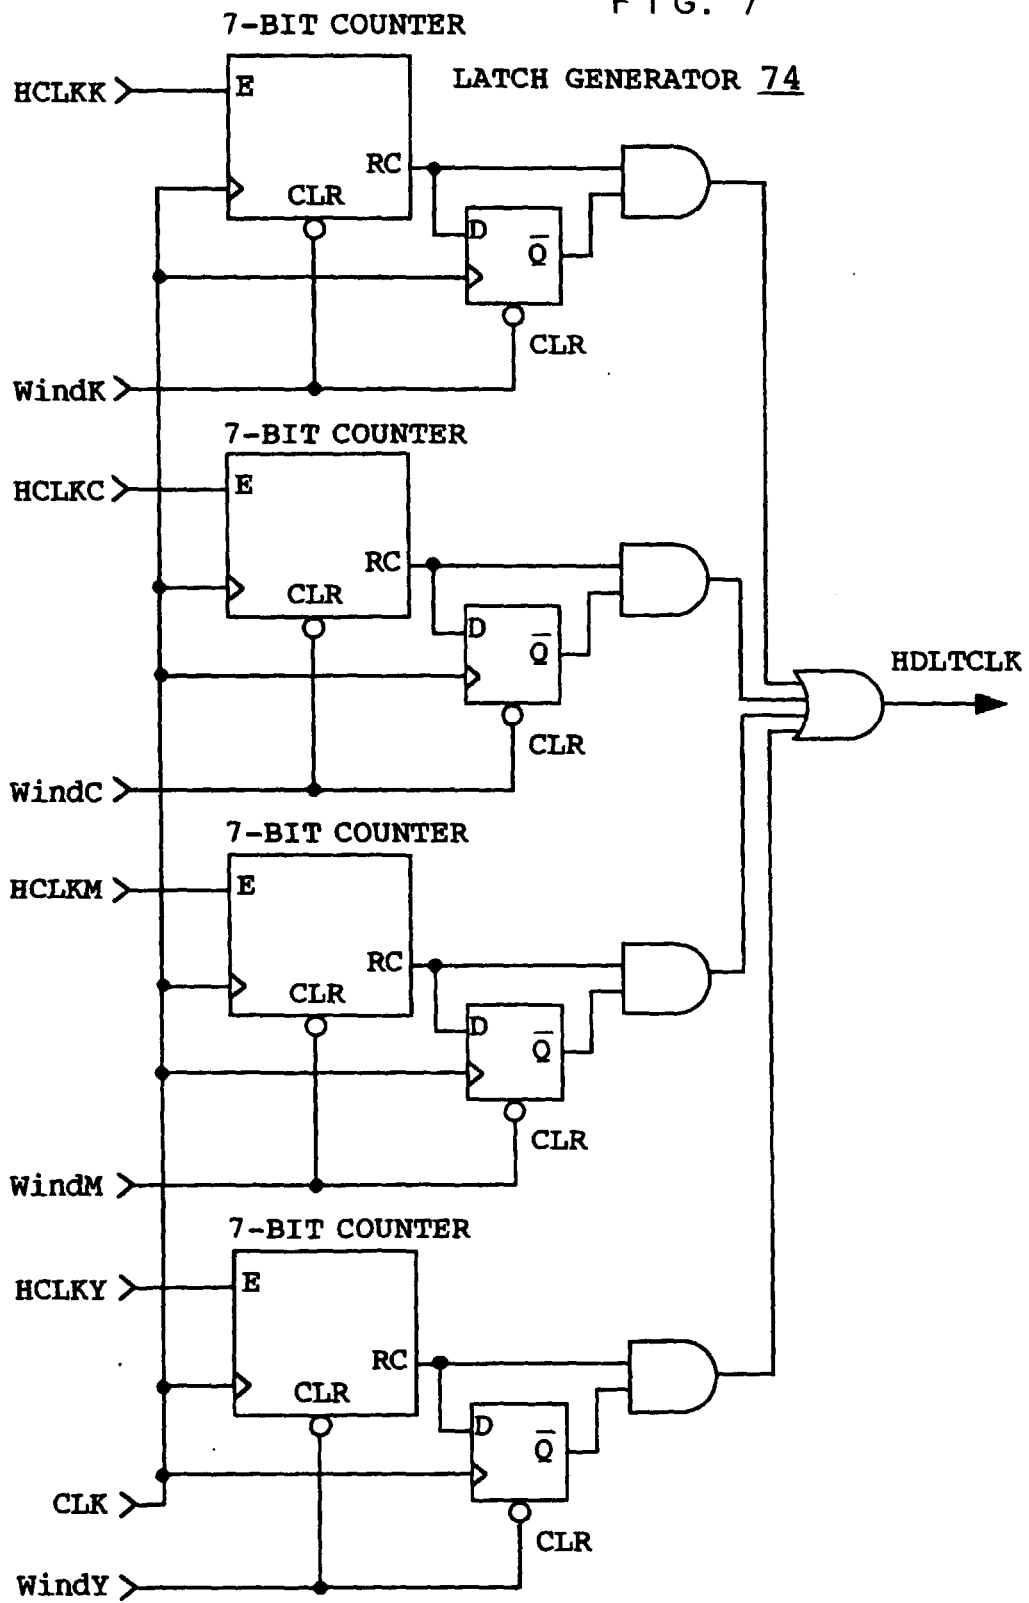 FIG. 7
7-BIT COUNTER
LATCH GENERATOR 74
HCLKK
E
RC
CLR
D
Q̅
CLR
WindK
7-BIT COUNTER
HCLKC
E
RC
CLR
D
Q̅
CLR
WindC
HDLTCLK
7-BIT COUNTER
HCLKM
E
RC
CLR
D
Q̅
CLR
WindM
7-BIT COUNTER
HCLKY
E
RC
CLR
D
Q̅
CLR
CLK
WindY